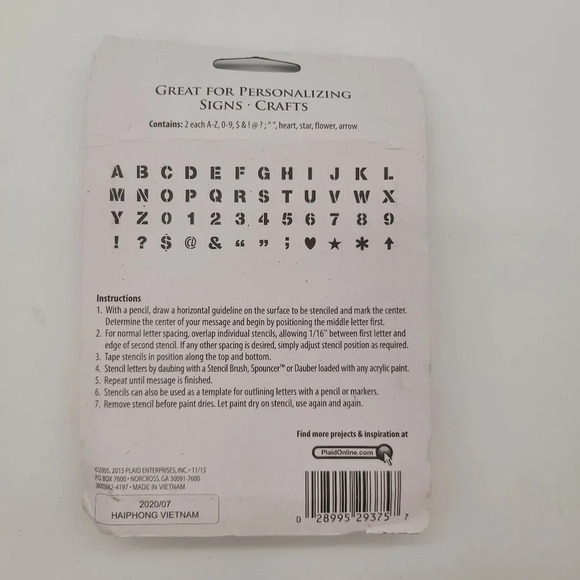 GREAT FOR PERSONALIZING
SIGNS · CRAFTS
Contains: 2 each A-Z, 0-9, $ & ! @ ? ; “ ”, heart, star, flower, arrow
A B C D E F G H I J K L
M N O P Q R S T U V W X
Y Z 0 1 2 3 4 5 6 7 8 9
! ? $ @ & “ ” ; ♥ ★ * ↑
Instructions
1. With a pencil, draw a horizontal guideline on the surface to be stenciled and mark the center.
Determine the center of your message and begin by positioning the middle letter first.
2. For normal letter spacing, overlap individual stencils, allowing 1/16" between first letter and
edge of second stencil. If any other spacing is desired, simply adjust stencil position as required.
3. Tape stencils in position along the top and bottom.
4. Stencil letters by daubing with a Stencil Brush, Spouncer™ or Dauber loaded with any acrylic paint.
5. Repeat until message is finished.
6. Stencils can also be used as a template for outlining letters with a pencil or markers.
7. Remove stencil before paint dries. Let paint dry on stencil, use again and again.
Find more projects & inspiration at
PlaidOnline.com
©2005, 2015 PLAID ENTERPRISES, INC. • 11/15
P.O. BOX 7600 • NORCROSS, GA 30091-7600
(800)842-4197 • MADE IN VIETNAM
2020/07
HAIPHONG VIETNAM
0 28995 29375 7